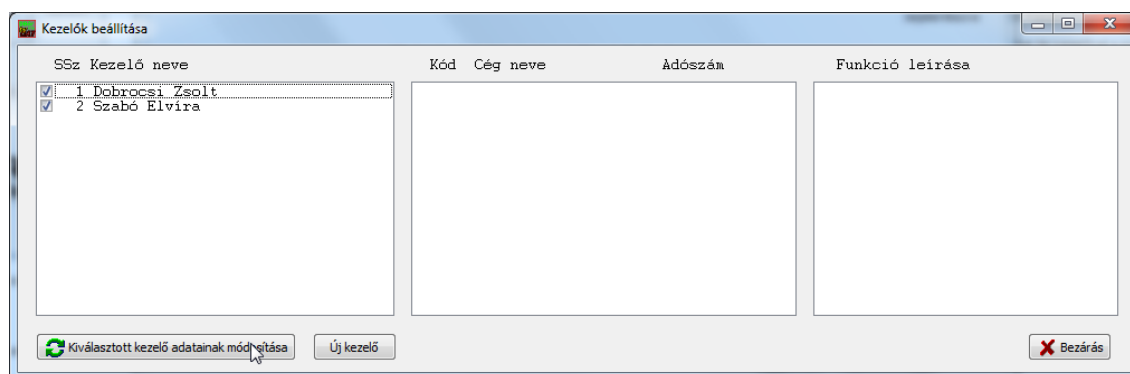 Kezelők beállítása
SSz Kezelő neve Kód Cég neve Adószám Funkció leírása
1 Dobrocsi Zsolt
2 Szabó Elvíra
Kiválasztott kezelő adatainak módosítása Új kezelő Bezárás